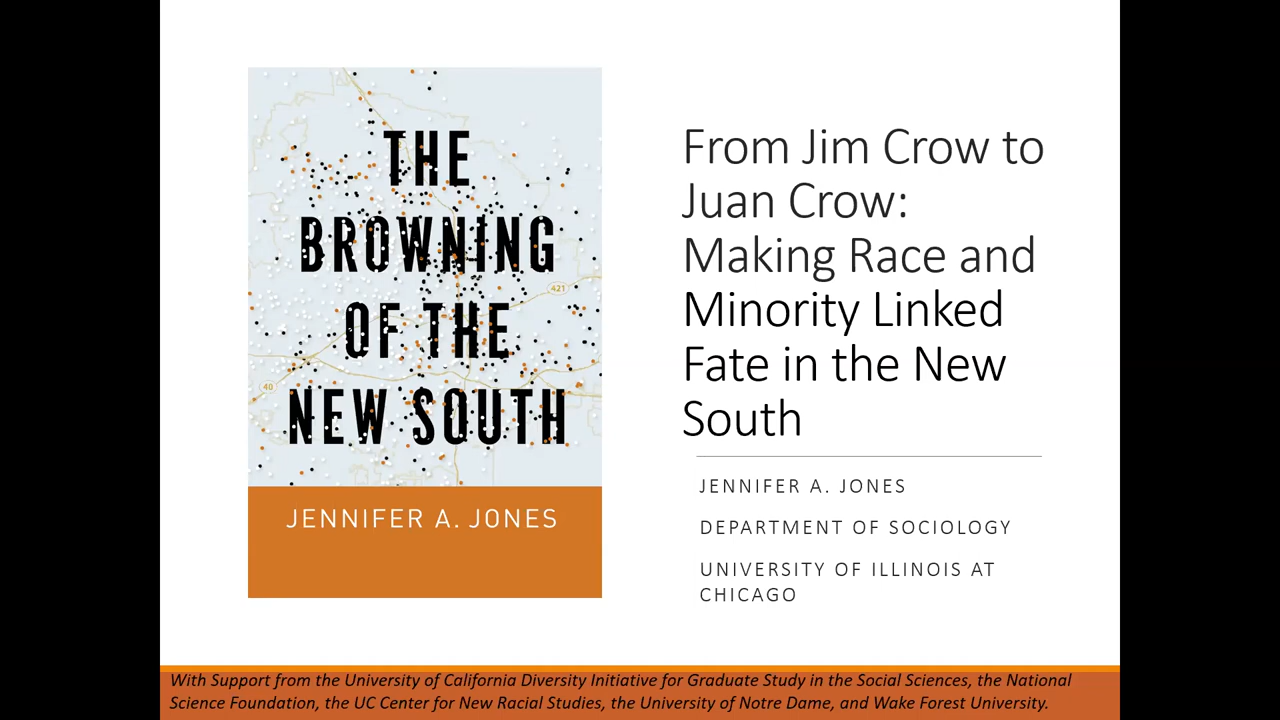 THE
BROWNING
OF THE
NEW SOUTH
421
40
JENNIFER A. JONES
From Jim Crow to
Juan Crow:
Making Race and
Minority Linked
Fate in the New
South
JENNIFER A. JONES
DEPARTMENT OF SOCIOLOGY
UNIVERSITY OF ILLINOIS AT
CHICAGO
With Support from the University of California Diversity Initiative for Graduate Study in the Social Sciences, the National
Science Foundation, the UC Center for New Racial Studies, the University of Notre Dame, and Wake Forest University.